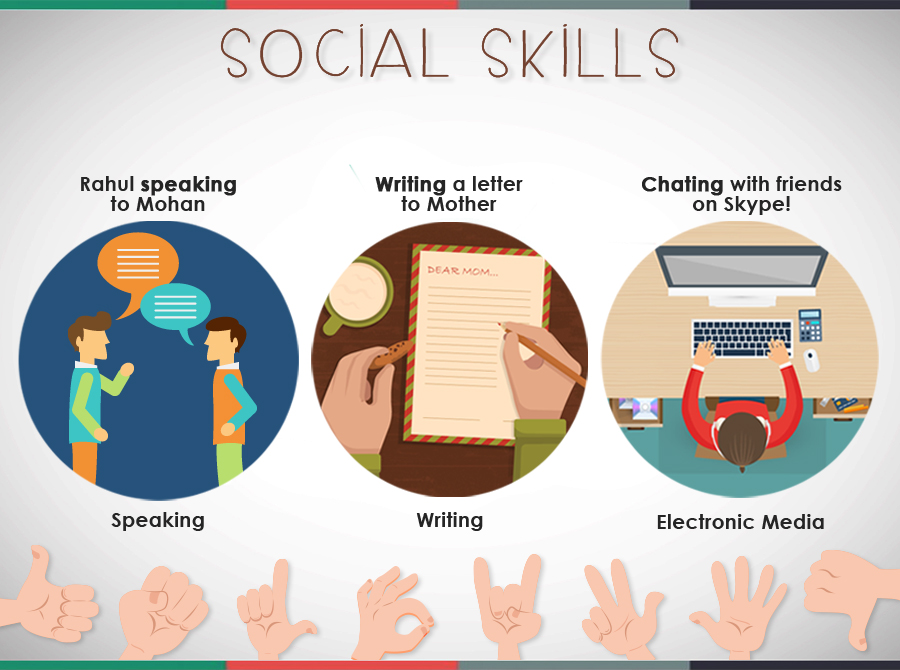 SOCIAL SKILLS
Rahul speaking
to Mohan
Writing a letter
to Mother
Chating with friends
on Skype!
DEAR MOM...
Speaking
Writing
Electronic Media